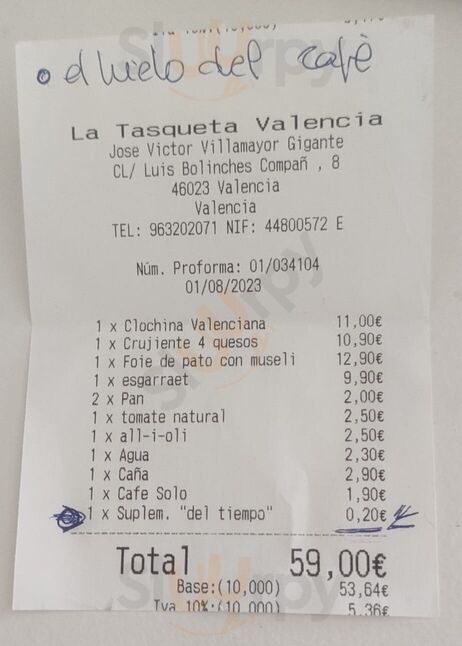 • el hielo del café
La Tasqueta Valencia
Jose Victor Villamayor Gigante
CL/ Luis Bolinches Compañ , 8
46023 Valencia
Valencia
TEL: 963202071 NIF: 44800572 E
Núm. Proforma: 01/034104
01/08/2023
1 x Clochina Valenciana 11,00€
1 x Crujiente 4 quesos 10,90€
1 x Foie de pato con museli 12,90€
1 x esgarraet 9,90€
2 x Pan 2,00€
1 x tomate natural 2,50€
1 x all-i-oli 2,50€
1 x Agua 2,30€
1 x Caña 2,90€
1 x Cafe Solo 1,90€
1 x Suplem. "del tiempo" 0,20€
Total 59,00€
Base:(10,000) 53,64€
Iva 10%:(10,000) 5,36€